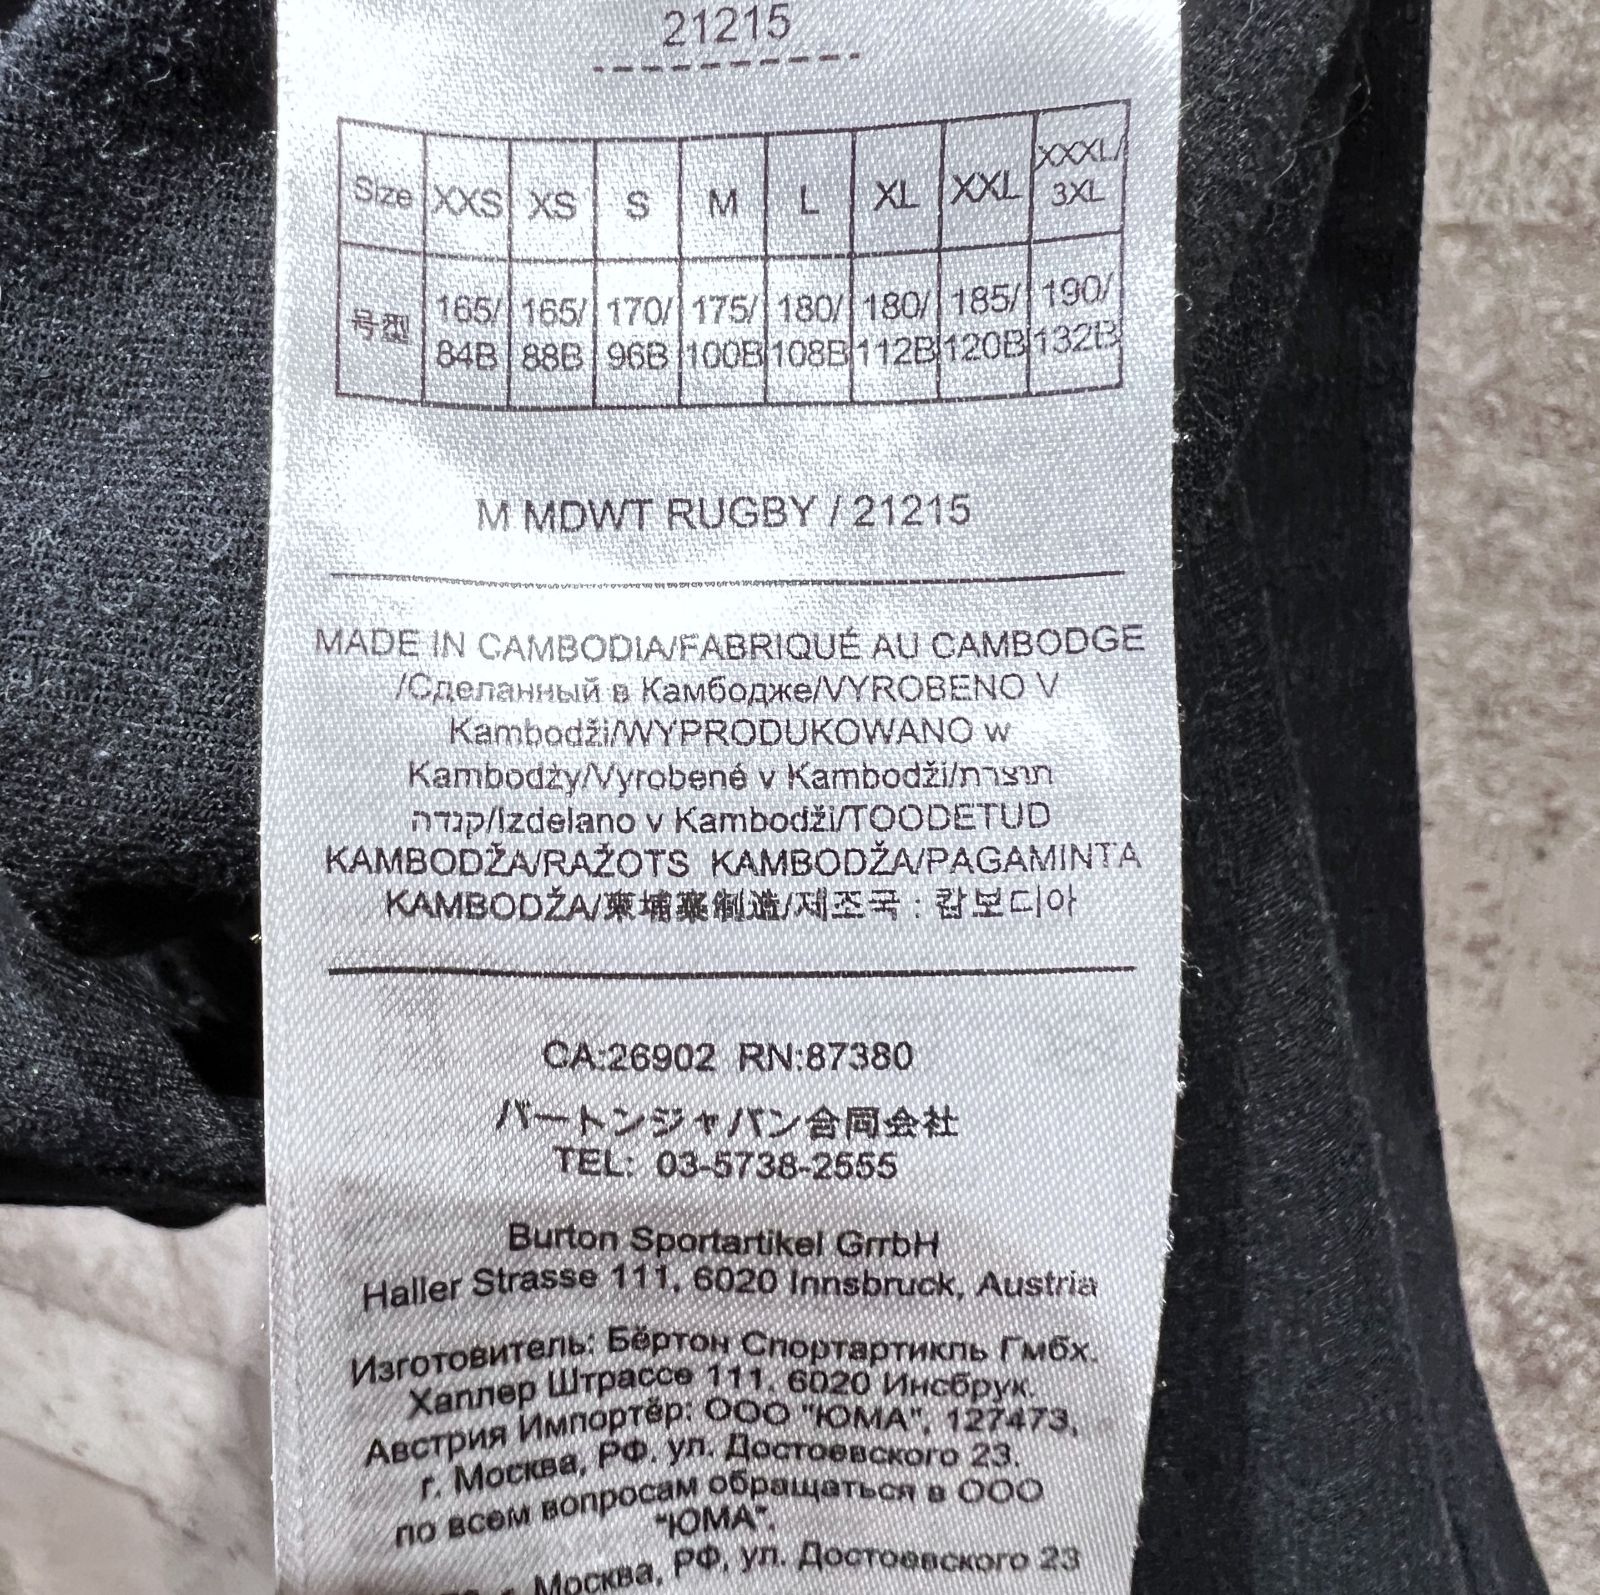 21215
Size XXS XS S M L XL XXL XXXL/ 3XL
号型 165/ 84B 165/ 88B 170/ 96B 175/ 100B 180/ 108B 180/ 112B 185/ 120B 190/ 132B
M MDWT RUGBY / 21215
MADE IN CAMBODIA/FABRIQUÉ AU CAMBODGE
/Сделанный в Камбодже/VYROBENO V
Kambodži/WYPRODUKOWANO w
Kambodży/Vyrobené v Kambodži/תוצרת
קנדה/Izdelano v Kambodži/TOODETUD
KAMBODŽA/RAŽOTS KAMBODŽA/PAGAMINTA
KAMBODŽA/柬埔寨制造/제조국 : 캄보디아
CA:26902 RN:87380
バートンジャパン合同会社
TEL: 03-5738-2555
Burton Sportartikel GmbH
Haller Strasse 111, 6020 Innsbruck, Austria
Изготовитель: Бёртон Спортартикль Гмбх.
Халлер Штрассе 111. 6020 Инсбрук.
Австрия Импортёр: ООО "ЮМА", 127473,
г. Москва, РФ, ул. Достоевского 23.
по всем вопросам обращаться в ООО
"ЮМА".
г. Москва, РФ, ул. Достоевского 23